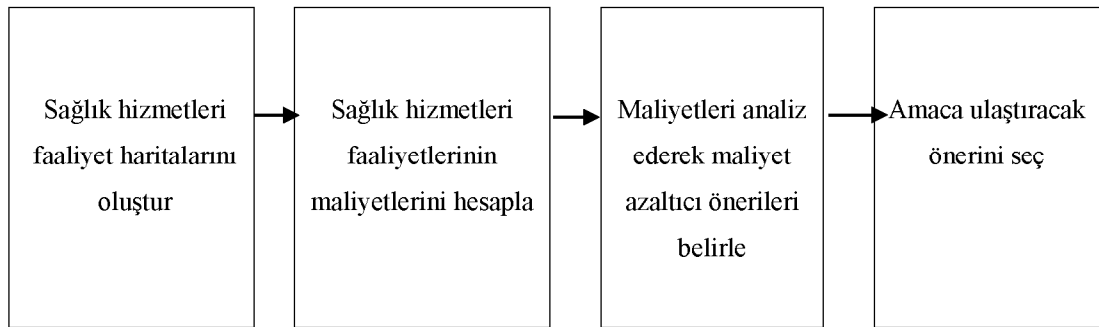 Sağlık hizmetleri
faaliyet haritalarını
oluştur
Sağlık hizmetleri
faaliyetlerinin
maliyetlerini hesapla
Maliyetleri analiz
ederek maliyet
azaltıcı önerileri
belirle
Amaca ulaştıracak
önerini seç